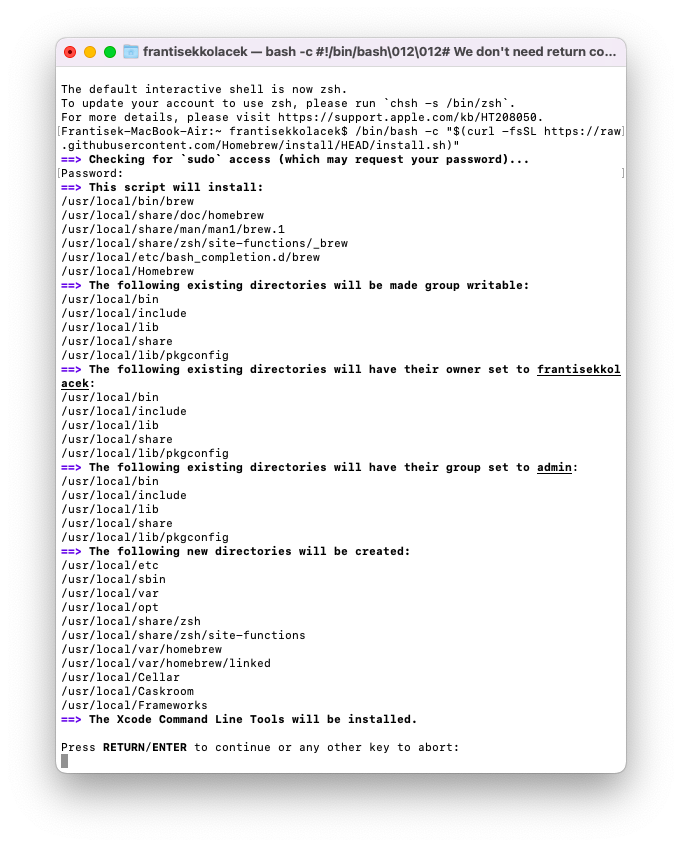 frantisekkolacek — bash -c #!/bin/bash\012\012# We don't need return co...
The default interactive shell is now zsh.
To update your account to use zsh, please run `chsh -s /bin/zsh`.
For more details, please visit https://support.apple.com/kb/HT208050.
[Frantisek-MacBook-Air:~ frantisekkolacek$ /bin/bash -c "$(curl -fsSL https://raw]
.githubusercontent.com/Homebrew/install/HEAD/install.sh)"
==> Checking for `sudo` access (which may request your password)...
[Password: ]
==> This script will install:
/usr/local/bin/brew
/usr/local/share/doc/homebrew
/usr/local/share/man/man1/brew.1
/usr/local/share/zsh/site-functions/_brew
/usr/local/etc/bash_completion.d/brew
/usr/local/Homebrew
==> The following existing directories will be made group writable:
/usr/local/bin
/usr/local/include
/usr/local/lib
/usr/local/share
/usr/local/lib/pkgconfig
==> The following existing directories will have their owner set to frantisekkol
acek:
/usr/local/bin
/usr/local/include
/usr/local/lib
/usr/local/share
/usr/local/lib/pkgconfig
==> The following existing directories will have their group set to admin:
/usr/local/bin
/usr/local/include
/usr/local/lib
/usr/local/share
/usr/local/lib/pkgconfig
==> The following new directories will be created:
/usr/local/etc
/usr/local/sbin
/usr/local/var
/usr/local/opt
/usr/local/share/zsh
/usr/local/share/zsh/site-functions
/usr/local/var/homebrew
/usr/local/var/homebrew/linked
/usr/local/Cellar
/usr/local/Caskroom
/usr/local/Frameworks
==> The Xcode Command Line Tools will be installed.
Press RETURN/ENTER to continue or any other key to abort: